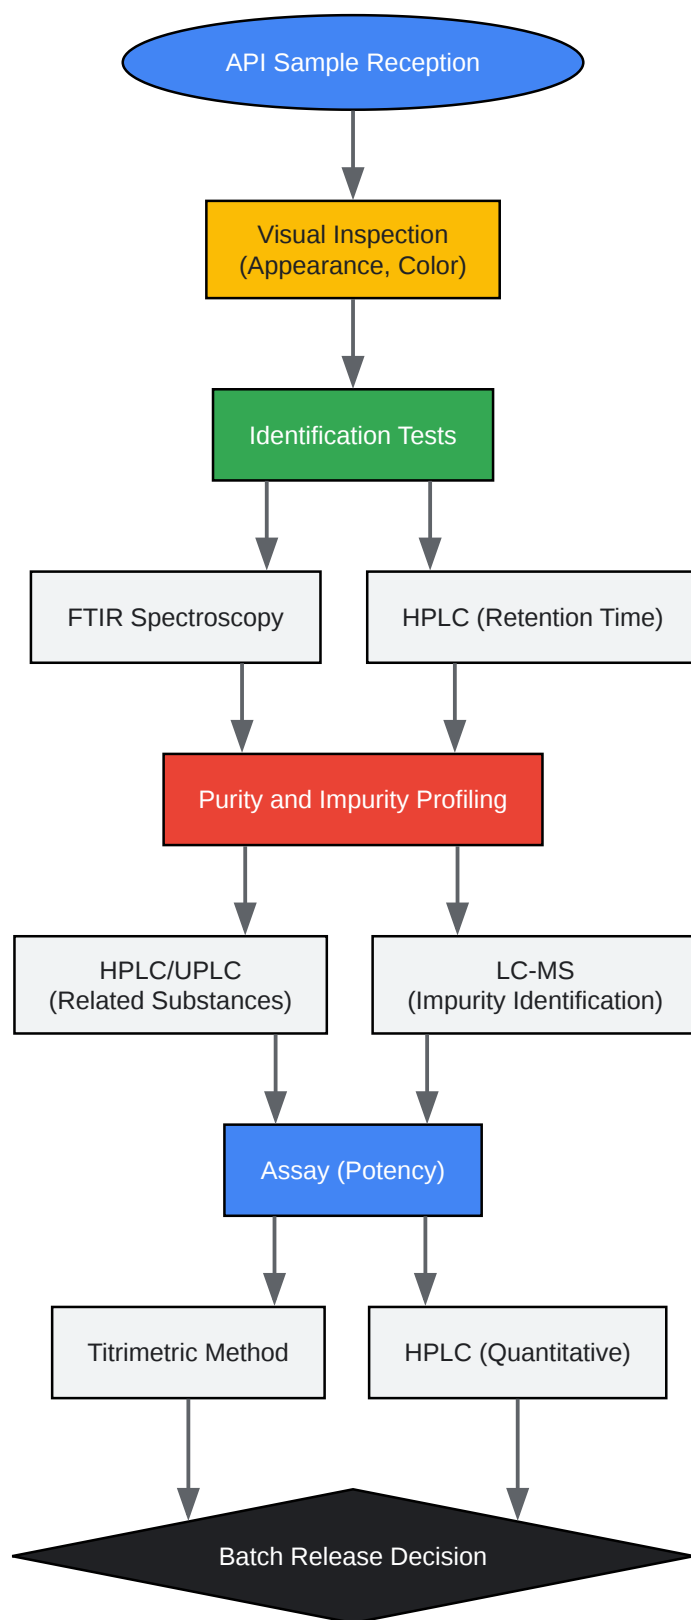 API Sample Reception
Visual Inspection
(Appearance, Color)
Identification Tests
FTIR Spectroscopy
HPLC (Retention Time)
Purity and Impurity Profiling
HPLC/UPLC
(Related Substances)
LC-MS
(Impurity Identification)
Assay (Potency)
Titrimetric Method
HPLC (Quantitative)
Batch Release Decision